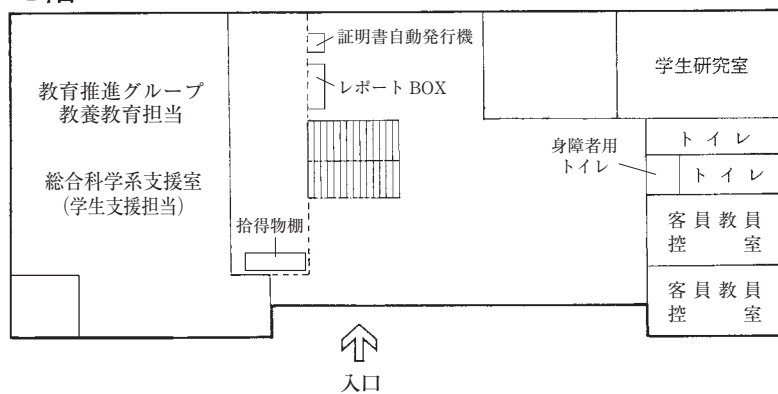 証明書自動発行機
レポート BOX
教育推進グループ
教養教育担当
総合科学系支援室
(学生支援担当)
拾得物棚
学生研究室
トイレ
身障者用
トイレ
トイレ
客員教員
控室
客員教員
控室
入口